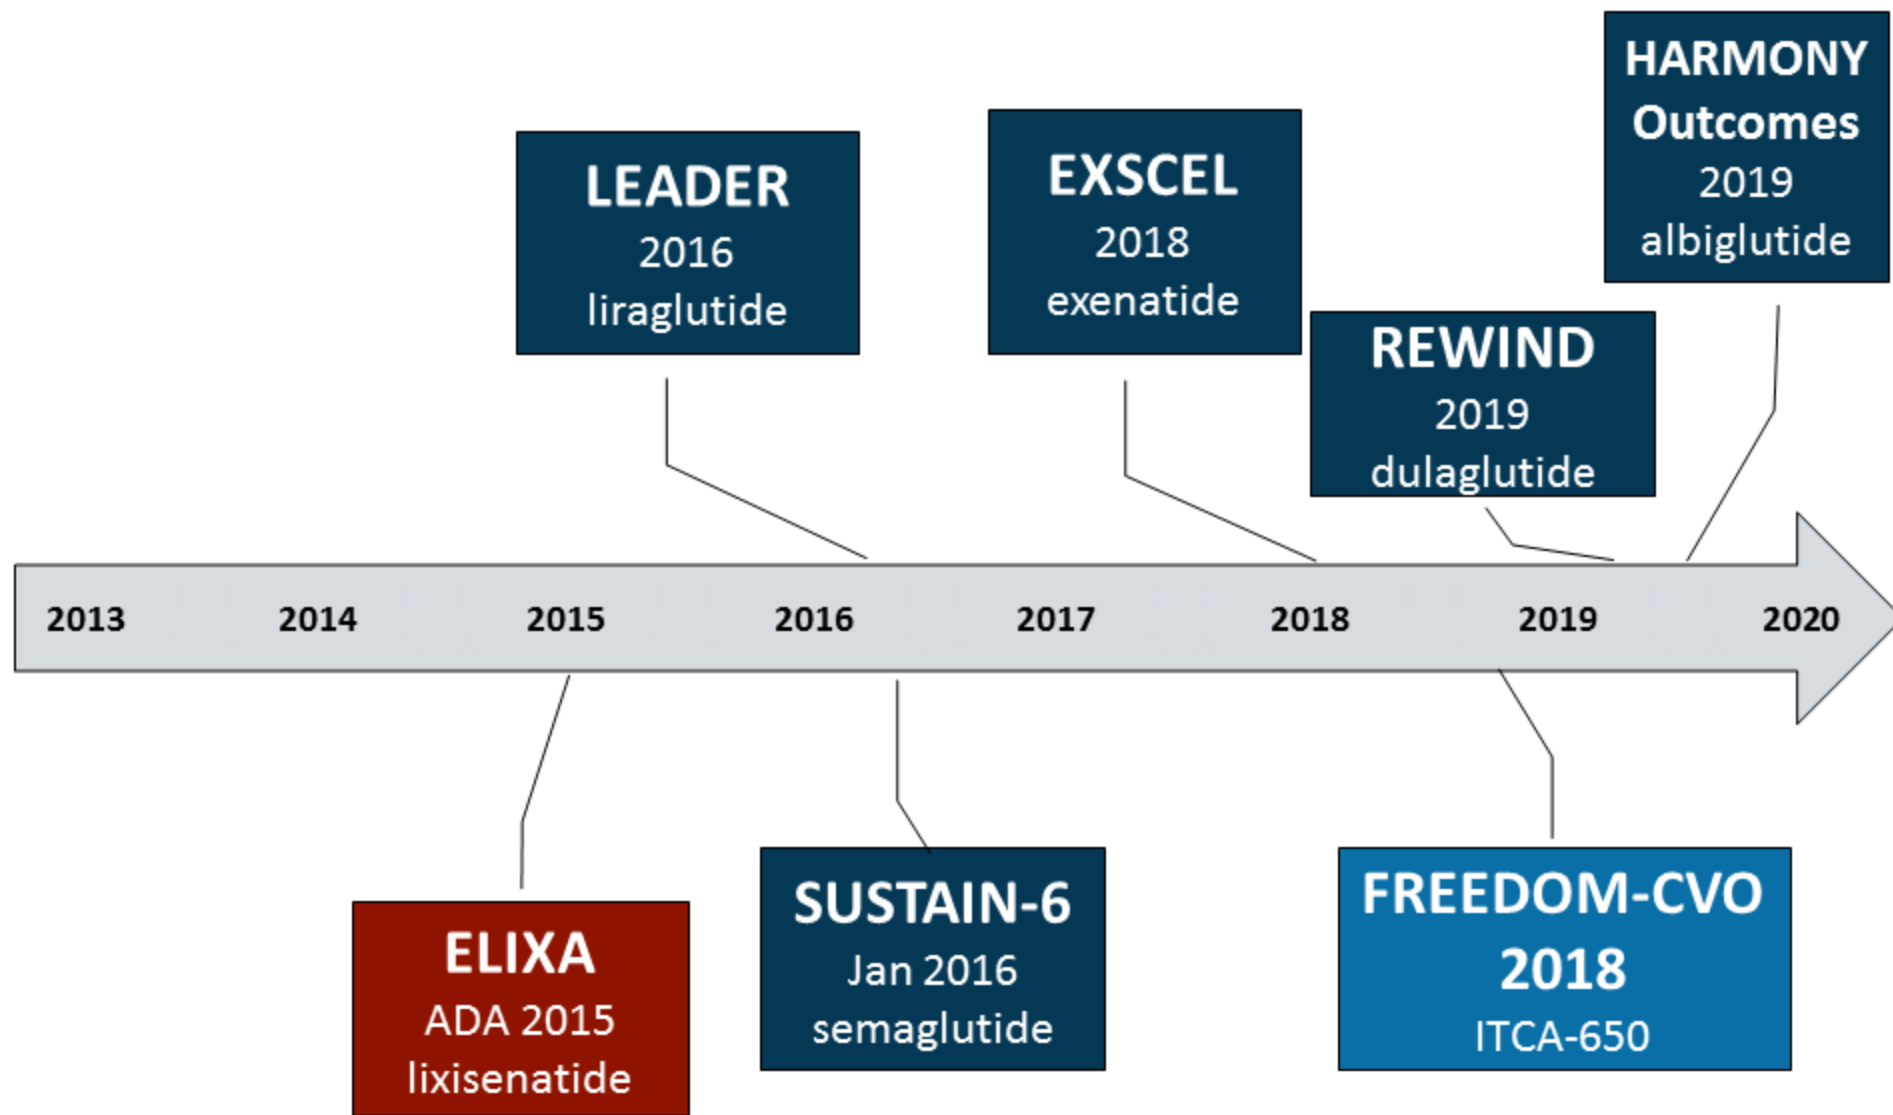 HARMONY
Outcomes
2019
albiglutide
LEADER
2016
liraglutide
EXSCEL
2018
exenatide
REWIND
2019
dulaglutide
2013 2014 2015 2016 2017 2018 2019 2020
ELIXA
ADA 2015
lixisenatide
SUSTAIN-6
Jan 2016
semaglutide
FREEDOM-CVO
2018
ITCA-650